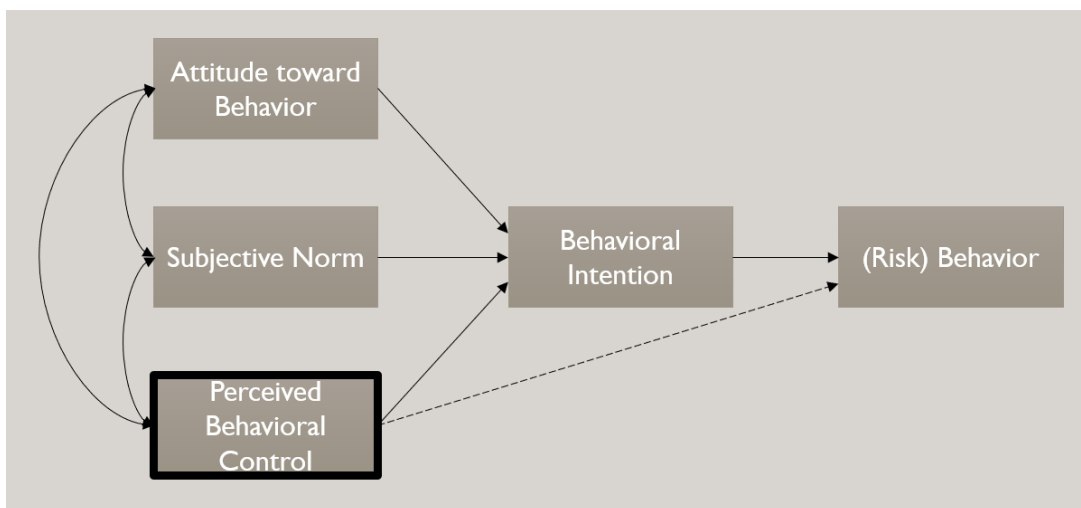 Attitude toward
Behavior
Subjective Norm
Behavioral
Intention
(Risk) Behavior
Perceived
Behavioral
Control